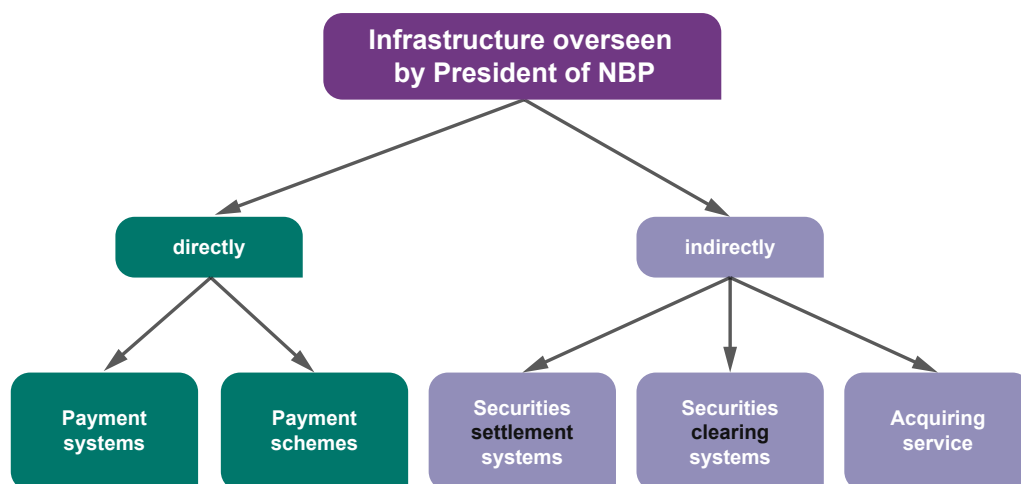 Infrastructure overseen
by President of NBP
directly
indirectly
Payment
systems
Payment
schemes
Securities
settlement
systems
Securities
clearing
systems
Acquiring
service